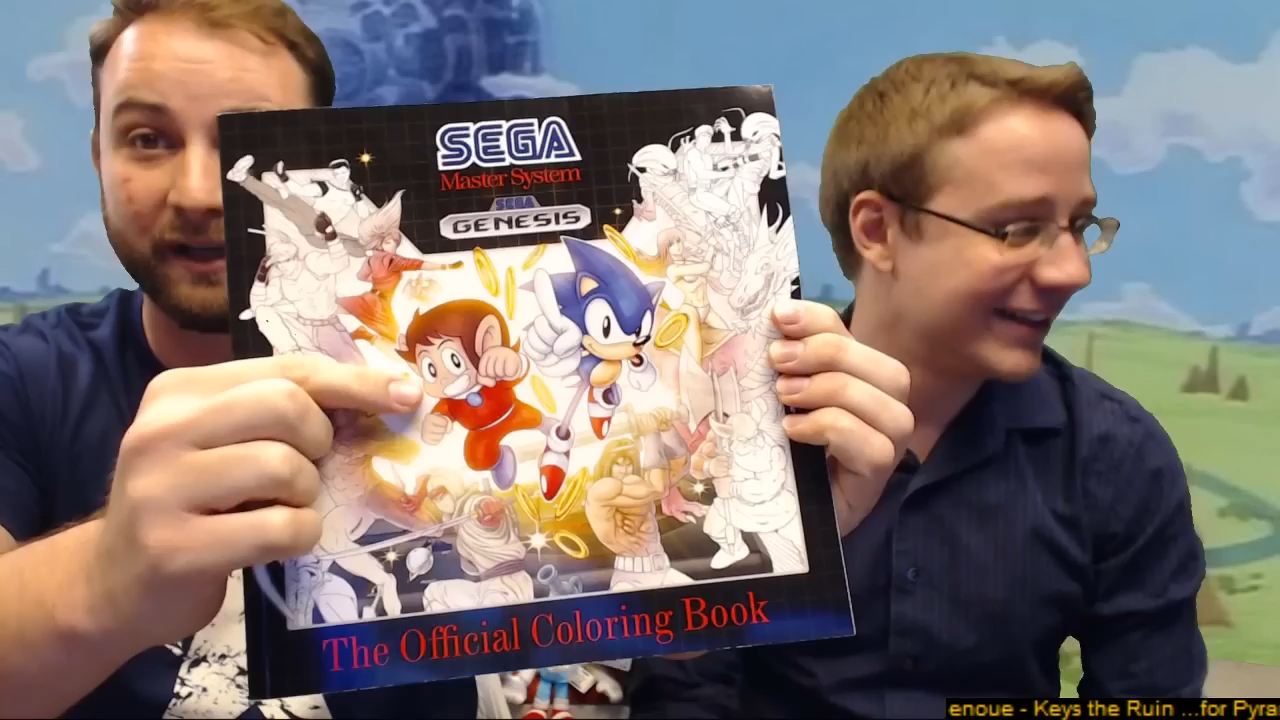 SEGA
Master System
SEGA
GENESIS
The Official Coloring Book
enoue - Keys the Ruin ...for Pyra